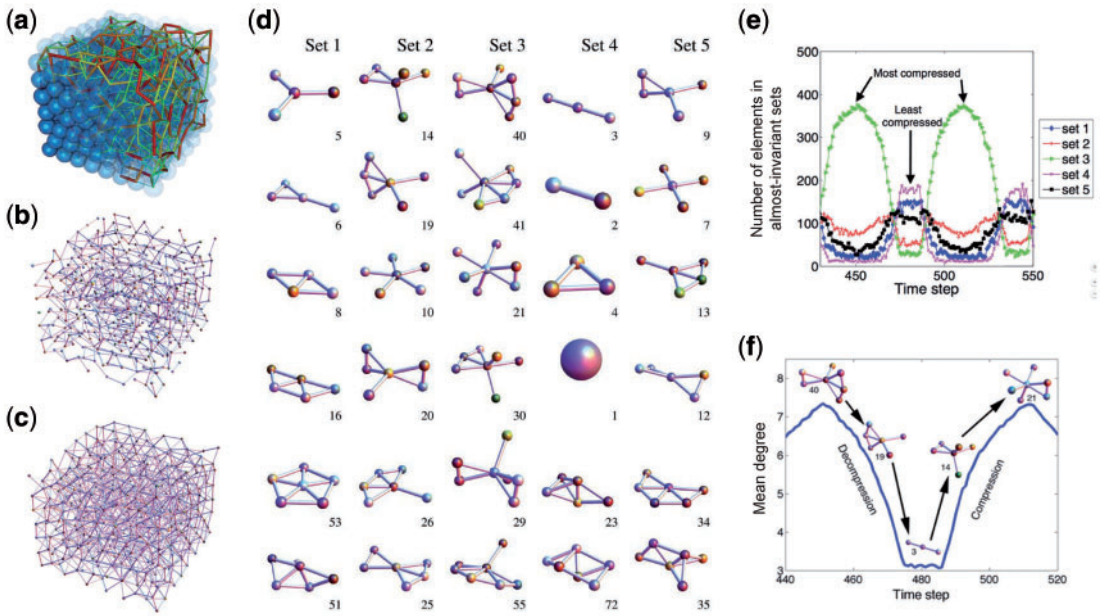 (a)
(b)
(c)
(d)
Set 1 Set 2 Set 3 Set 4 Set 5
5 14 40 3 9
6 19 41 2 7
8 10 21 4 13
16 20 30 1 12
53 26 29 23 34
51 25 55 72 35
(e)
Number of elements in
almost-invariant sets
500
400
300
200
100
0
Most compressed
Least
compressed
set 1
set 2
set 3
set 4
set 5
450 500 550
Time step
(f)
Mean degree
8
7
6
5
4
3
40
19
3
14
21
Decompression
Compression
440 460 480 500 520
Time step